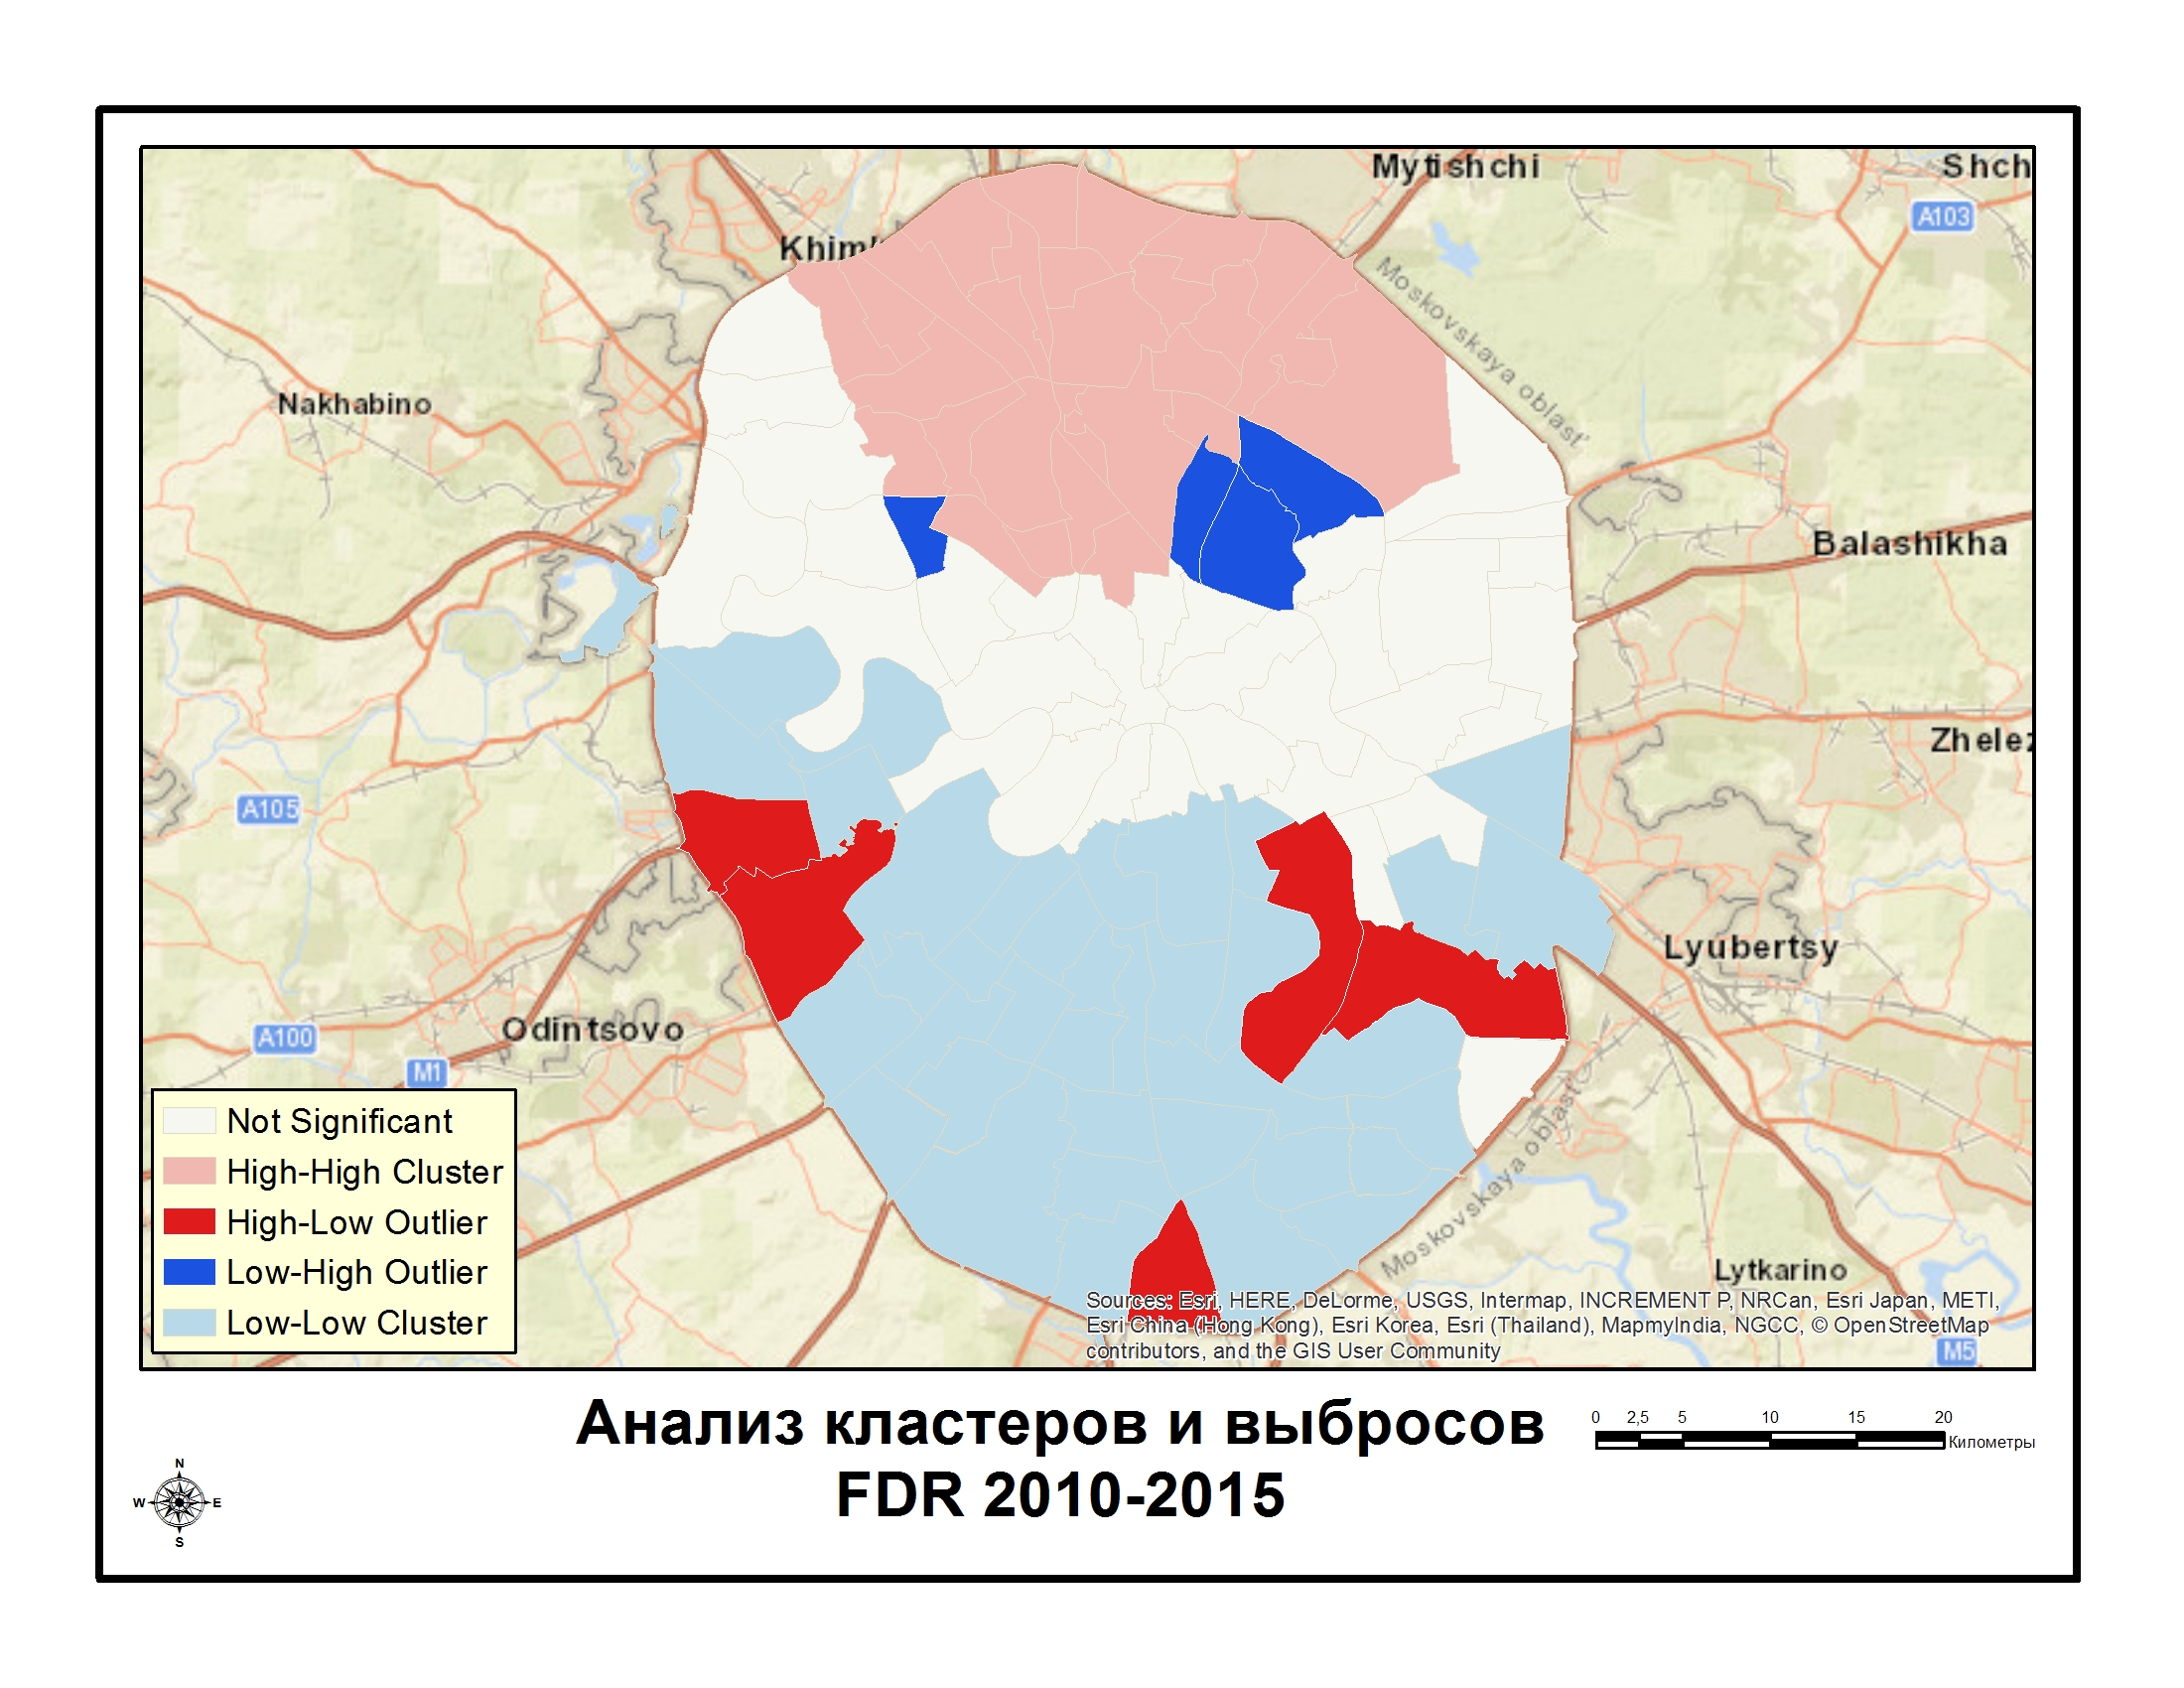 Mytishchi
Shch
A103
Khim
Moskovskaya oblast'
Nakhabino
Balashikha
Zhelez
A105
Lyubertsy
A100
Odintsovo
M1
Moskovskaya oblast'
Lytkarino
M5
Not Significant
High-High Cluster
High-Low Outlier
Low-High Outlier
Low-Low Cluster
Sources: Esri, HERE, DeLorme, USGS, Intermap, INCREMENT P, NRCan, Esri Japan, METI,
Esri China (Hong Kong), Esri Korea, Esri (Thailand), MapmyIndia, NGCC, © OpenStreetMap
contributors, and the GIS User Community
Анализ кластеров и выбросов
FDR 2010-2015
0 2,5 5 10 15 20
Километры
N
W E
S